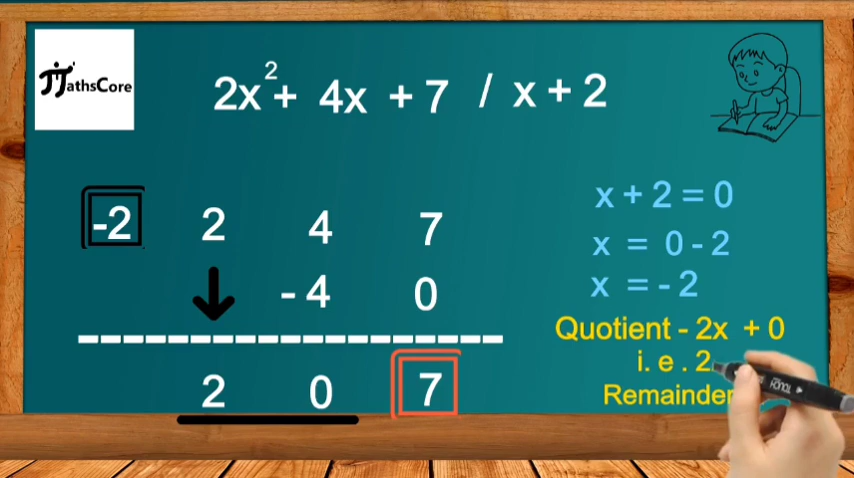 πathsCore
2x²+ 4x + 7 / x + 2
-2 2 4 7
- 4 0
2 0 7
x + 2 = 0
x = 0 - 2
x = - 2
Quotient - 2x + 0
i. e . 2
Remainder